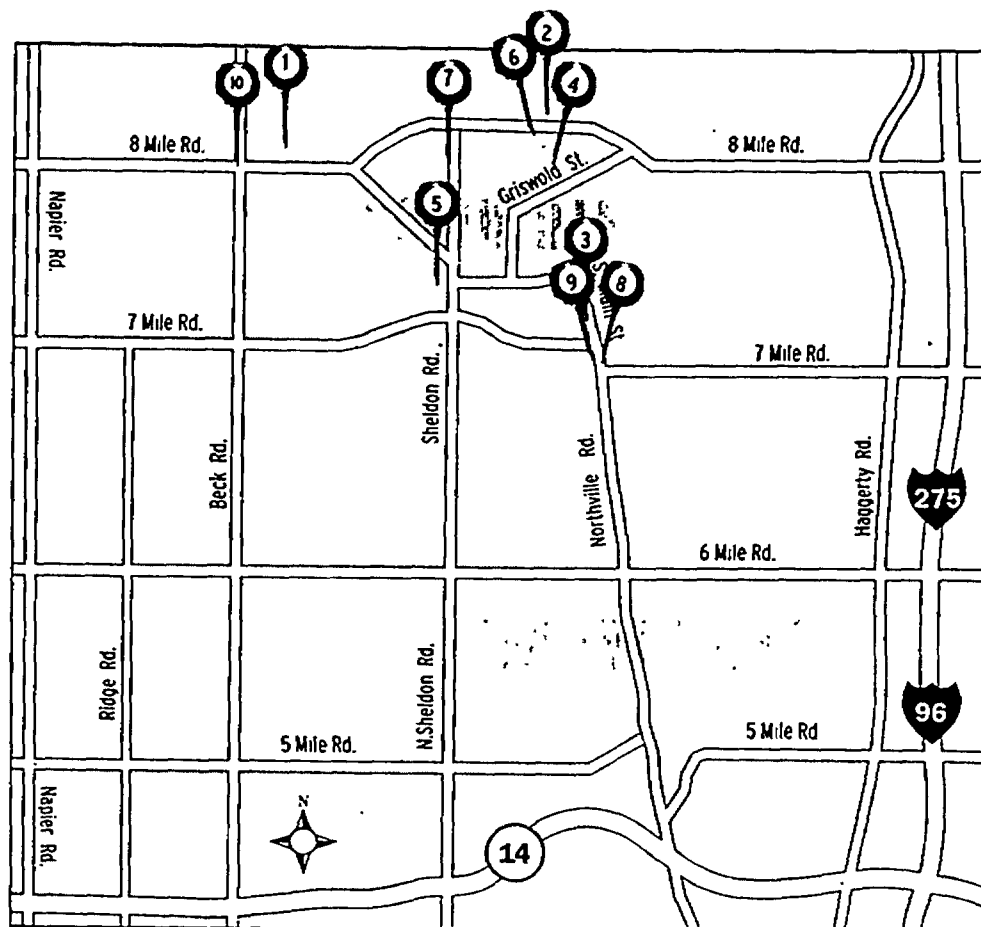 2
6
1
7
10
4
8 Mile Rd.
8 Mile Rd.
Griswold St.
Napier Rd.
5
3
9
8
7 Mile Rd.
7 Mile Rd.
Sheldon Rd.
Beck Rd.
Northville Rd.
Haggerty Rd.
275
6 Mile Rd.
Ridge Rd.
N.Sheldon Rd.
96
5 Mile Rd.
5 Mile Rd
Napier Rd.
N
14